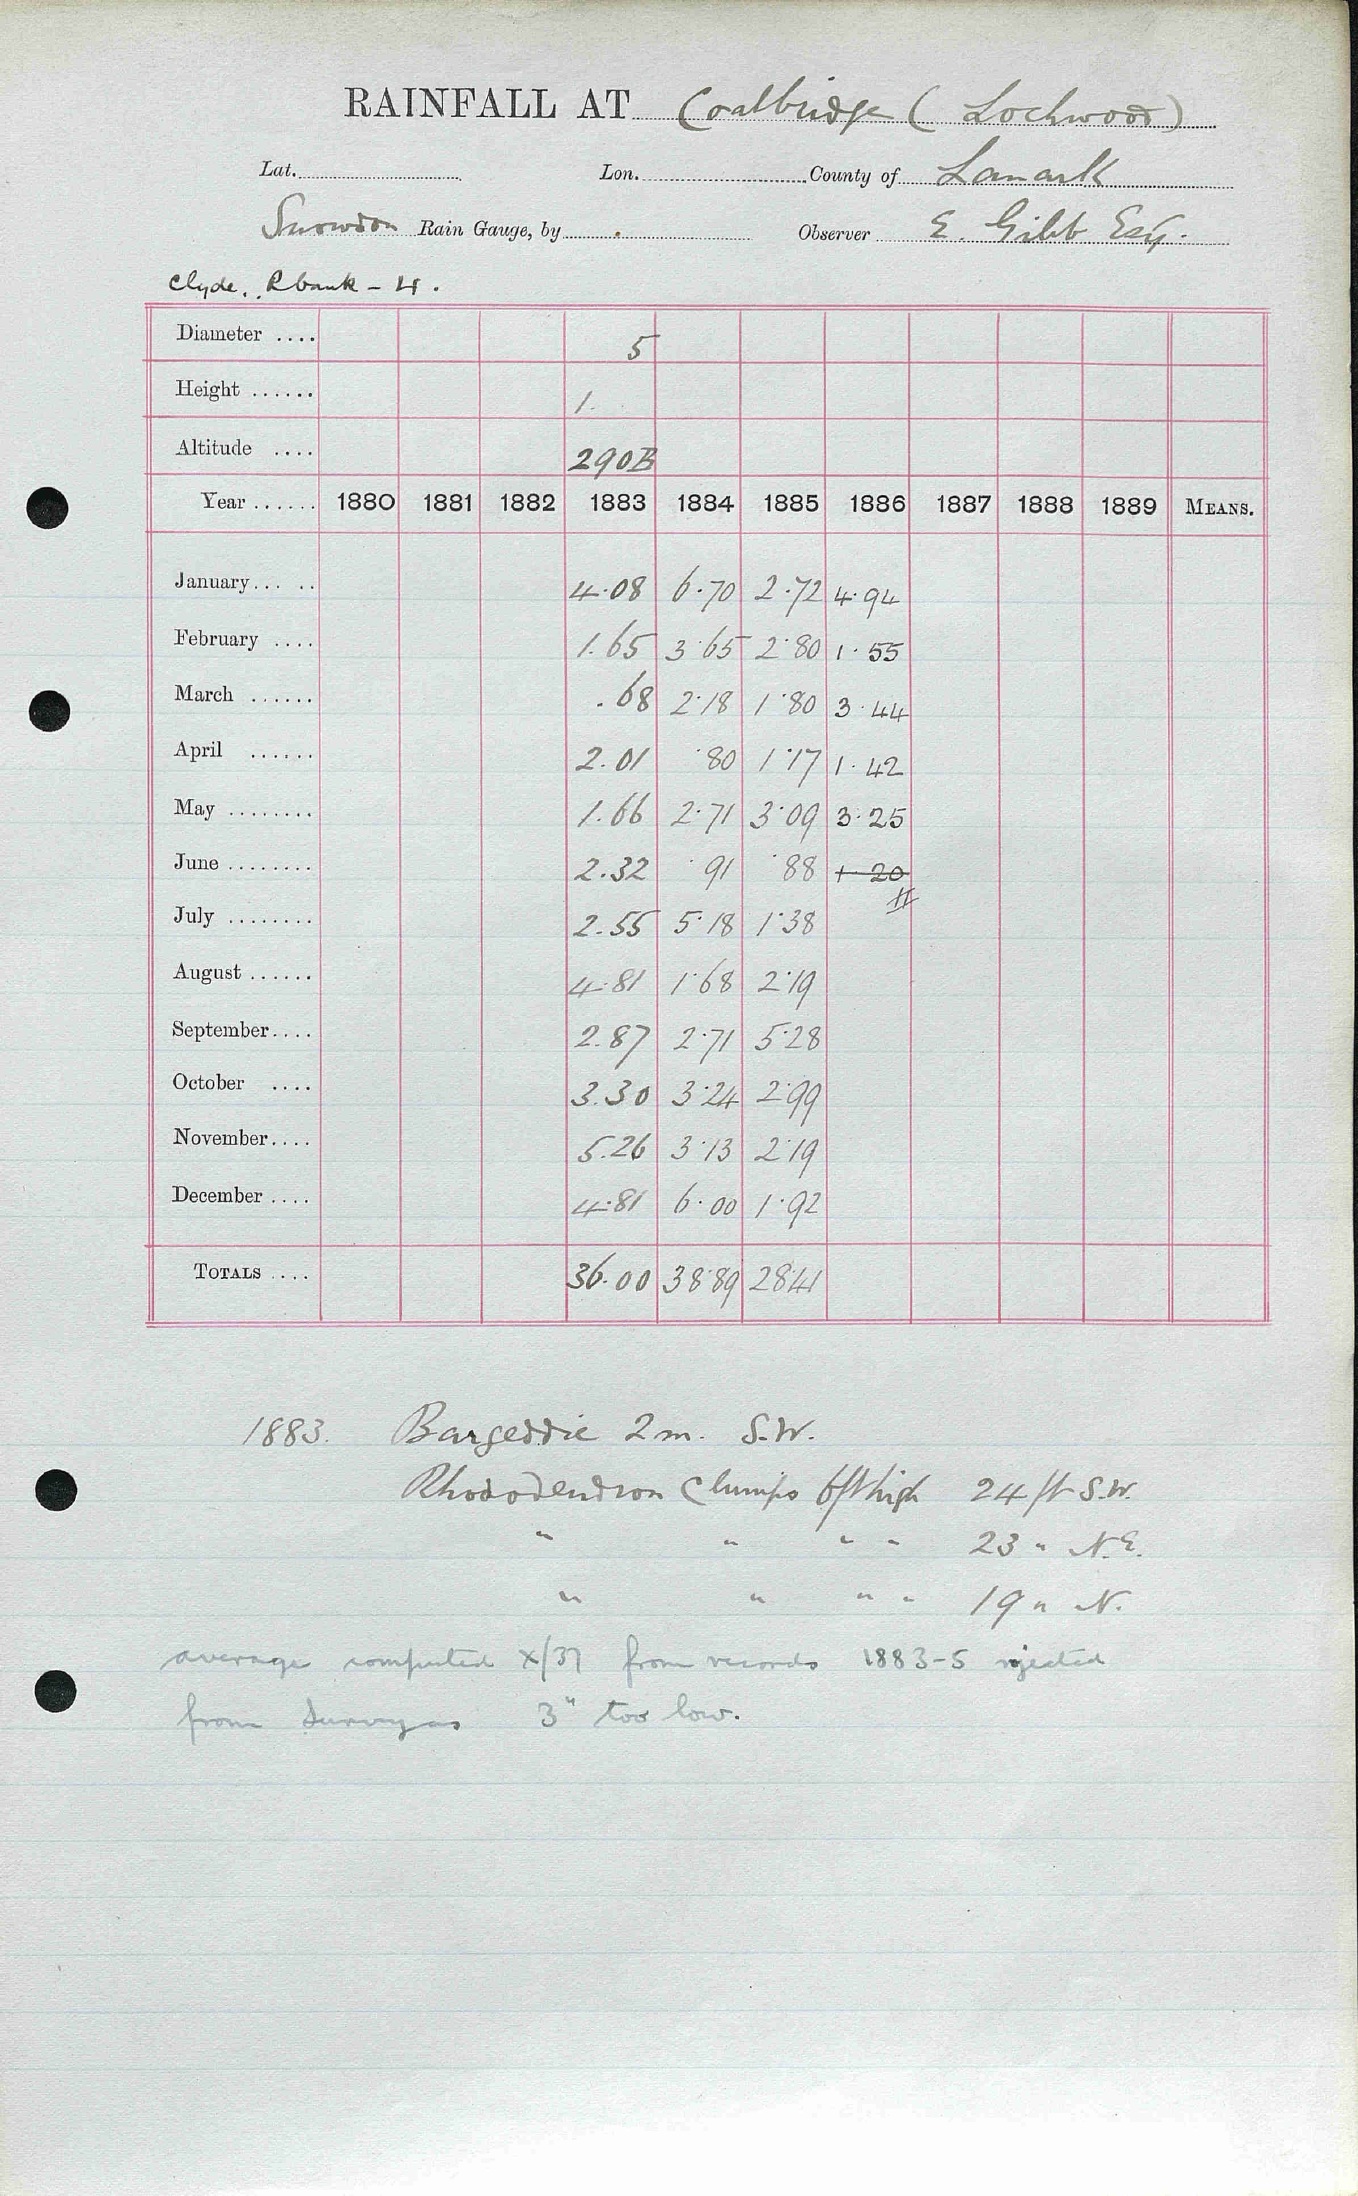 RAINFALL AT Coatbridge ( Lochwood )
Lat. Lon. County of Lanark
Snowdon Rain Gauge, by Observer E. Gibb Esq.
Clyde. R bank - 4.
Diameter .... 5
Height ...... 1.
Altitude .... 290B
Year ...... 1880 1881 1882 1883 1884 1885 1886 1887 1888 1889 MEANS.
January... .. 4.08 6.70 2.72 4.94
February .... 1.65 3.65 2.80 1.55
March ...... .68 2.18 1.80 3.44
April ...... 2.01 .80 1.17 1.42
May ........ 1.66 2.71 3.09 3.25
June ........ 2.32 .91 .88 1 20
July ........ 2.55 5.18 1.38
August ...... 4.81 1.68 2.19
September.... 2.87 2.71 5.28
October .... 3.30 3.24 2.99
November.... 5.26 3.13 2.19
December .... 4.81 6.00 1.92
TOTALS .... 36.00 38.89 28.41
1883. Bargeddie 2m. S.W.
Rhododendron Clumps 6ft high 24 ft S.W.
" " " " 23 " N.E.
" " " " 19 " N.
average computed X/37 from records 1883-5 rejected
from 3" too low.